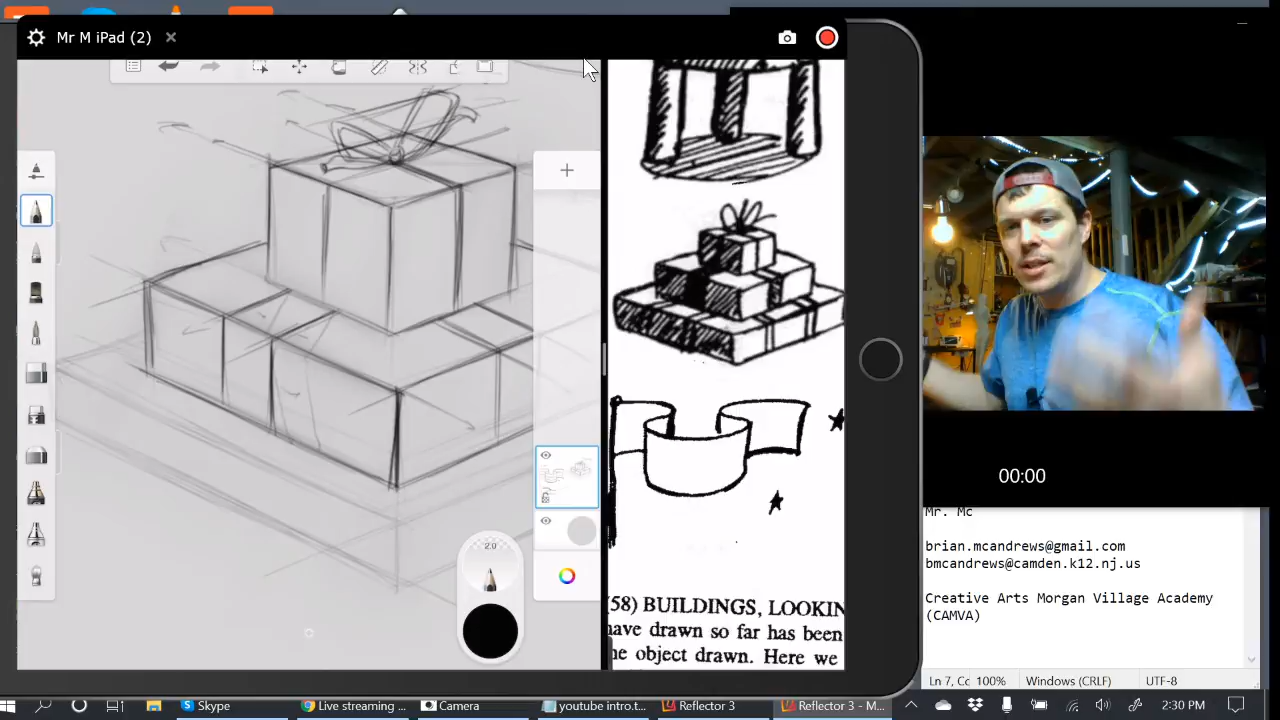 Mr M iPad (2)
2.9
00:00
Mr. Mc
brian.mcandrews@gmail.com
bmcandrews@camden.k12.nj.us
Creative Arts Morgan Village Academy
(CAMVA)
(58) BUILDINGS, LOOKIN
have drawn so far has been
he object drawn. Here we
Ln 7, Cc 100% Windows (CRLF) UTF-8
Skype
Live streaming ...
Camera
youtube intro.t...
Reflector 3
Reflector 3 - M...
2:30 PM